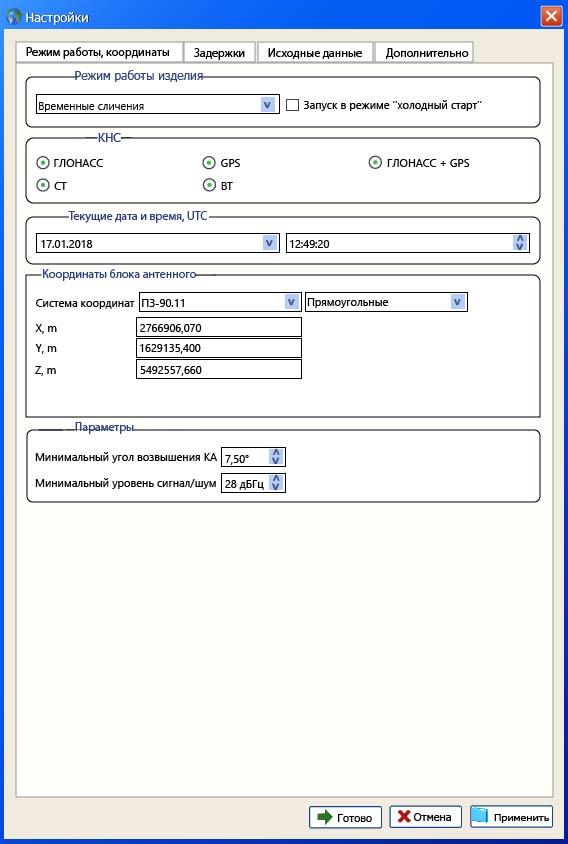 Настройки
Режим работы, координаты Задержки Исходные данные Дополнительно
Режим работы изделия
Временные сличения Запуск в режиме "холодный старт"
КНС
ГЛОНАСС GPS ГЛОНАСС + GPS
СТ ВТ
Текущие дата и время, UTC
17.01.2018 12:49:20
Координаты блока антенного
Система координат ПЗ-90.11 Прямоугольные
X, m 2766906,070
Y, m 1629135,400
Z, m 5492557,660
Параметры
Минимальный угол возвышения КА 7,50°
Минимальный уровень сигнал/шум 28 дБГц
Готово Отмена Применить